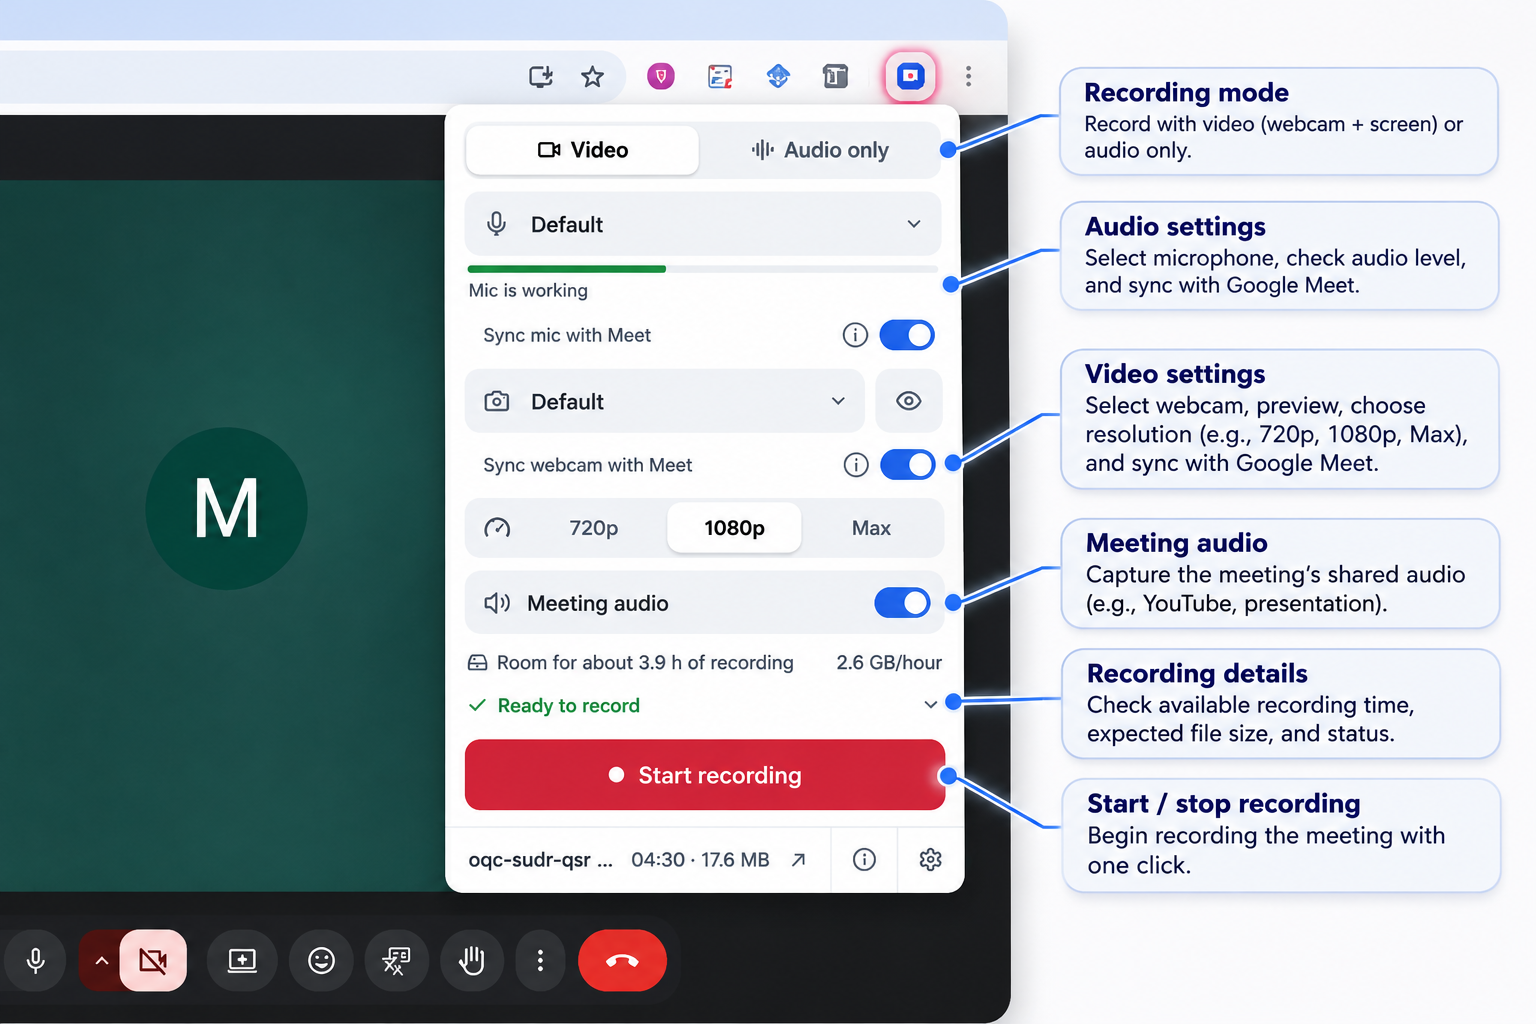 Video
Audio only
Default
Mic is working
Sync mic with Meet
Default
Sync webcam with Meet
720p 1080p Max
Meeting audio
Room for about 3.9 h of recording 2.6 GB/hour
Ready to record
Start recording
oqc-sudr-qsr ... 04:30 · 17.6 MB
M
Recording mode
Record with video (webcam + screen) or
audio only.
Audio settings
Select microphone, check audio level,
and sync with Google Meet.
Video settings
Select webcam, preview, choose
resolution (e.g., 720p, 1080p, Max),
and sync with Google Meet.
Meeting audio
Capture the meeting’s shared audio
(e.g., YouTube, presentation).
Recording details
Check available recording time,
expected file size, and status.
Start / stop recording
Begin recording the meeting with
one click.